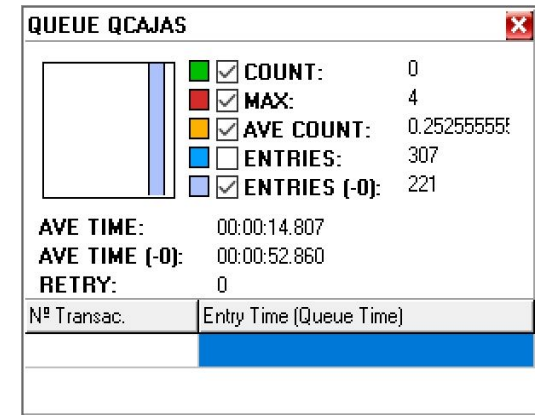 QUEUE QCAJAS
COUNT: 0
MAX: 4
AVE COUNT: 0.252555555
ENTRIES: 307
ENTRIES (-0): 221
AVE TIME: 00:00:14.807
AVE TIME (-0): 00:00:52.860
RETRY: 0
Nº Transac. Entry Time (Queue Time)